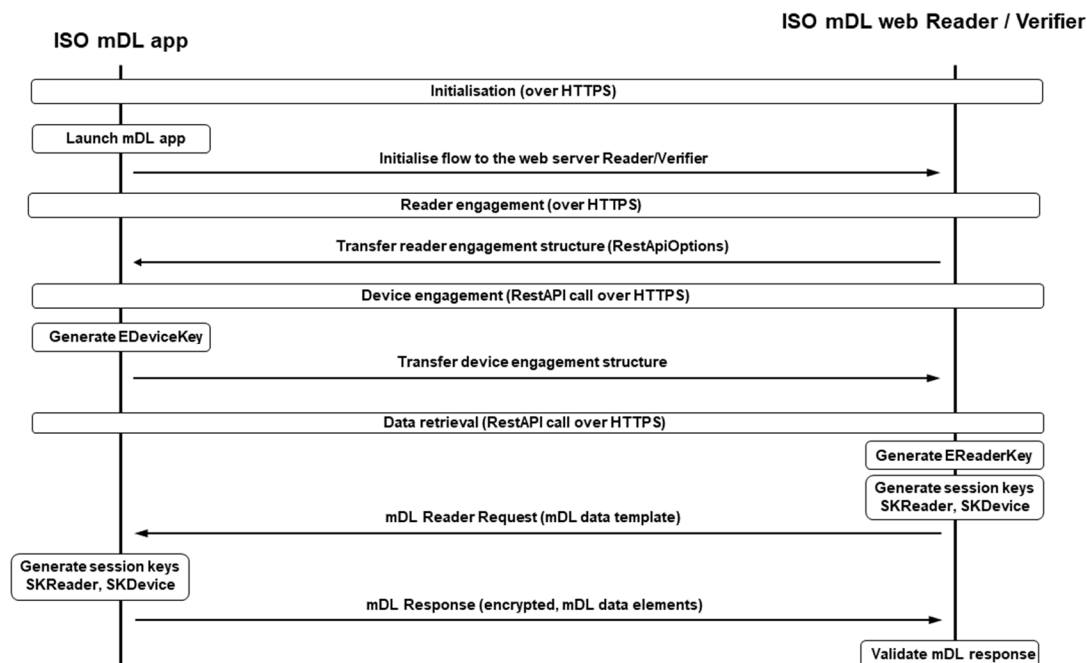 ISO mDL web Reader / Verifier
ISO mDL app
Initialisation (over HTTPS)
Launch mDL app
Initialise flow to the web server Reader/Verifier
Reader engagement (over HTTPS)
Transfer reader engagement structure (RestApiOptions)
Device engagement (RestAPI call over HTTPS)
Generate EDeviceKey
Transfer device engagement structure
Data retrieval (RestAPI call over HTTPS)
Generate EReaderKey
Generate session keys
SKReader, SKDevice
mDL Reader Request (mDL data template)
Generate session keys
SKReader, SKDevice
mDL Response (encrypted, mDL data elements)
Validate mDL response